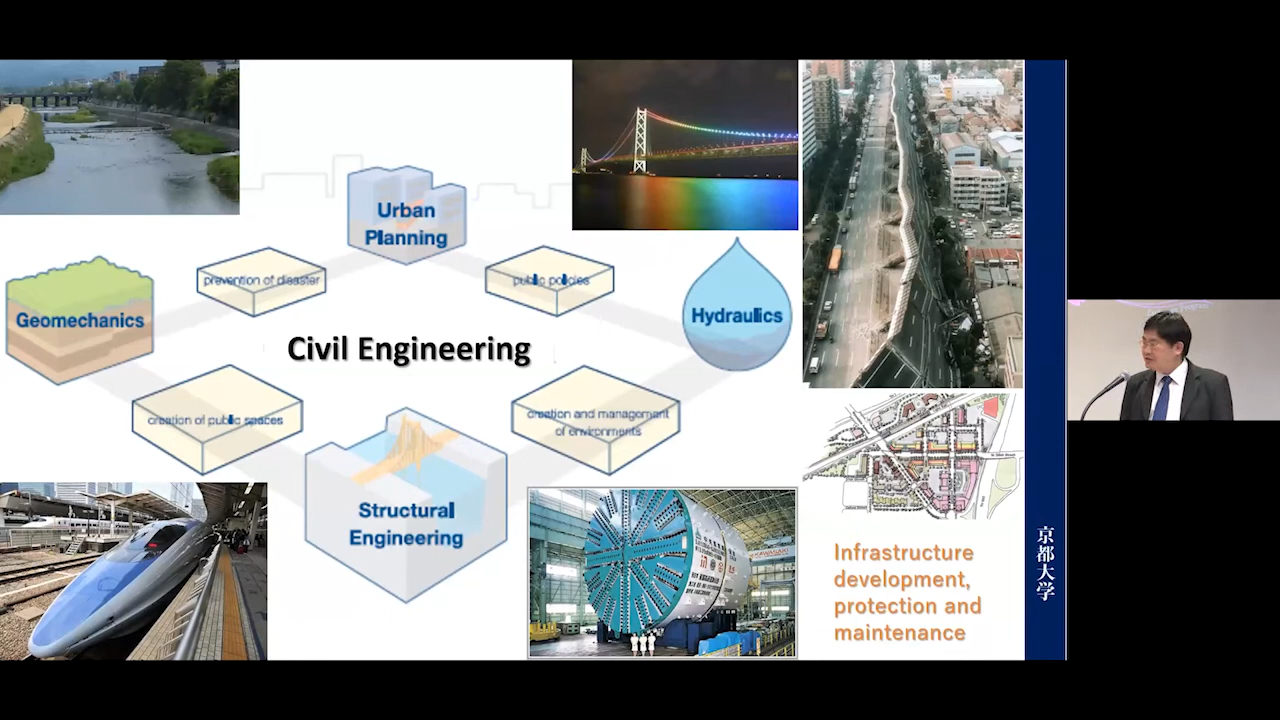 Urban
Planning
prevention of disaster
public policies
Geomechanics
Hydraulics
Civil Engineering
creation of public spaces
creation and management
of environments
Structural
Engineering
KAWASAKI
Infrastructure
development,
protection and
maintenance
京都大学